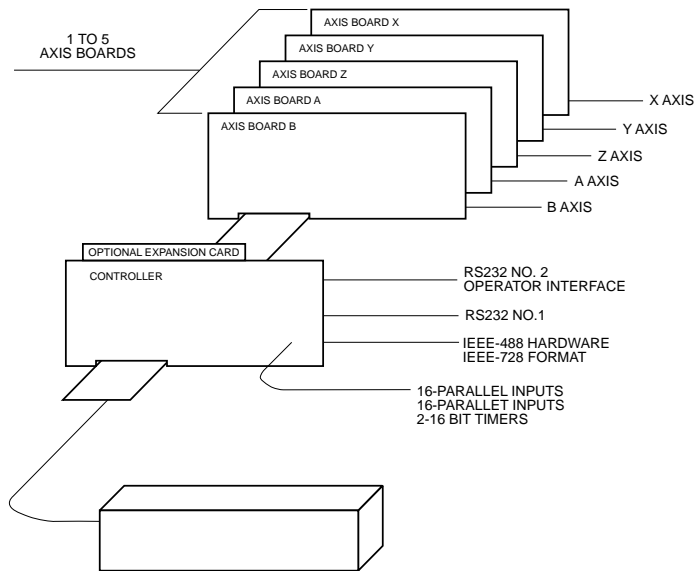 1 TO 5
AXIS BOARDS
AXIS BOARD X
AXIS BOARD Y
AXIS BOARD Z
AXIS BOARD A
AXIS BOARD B
X AXIS
Y AXIS
Z AXIS
A AXIS
B AXIS
OPTIONAL EXPANSION CARD
CONTROLLER
RS232 NO. 2
OPERATOR INTERFACE
RS232 NO.1
IEEE-488 HARDWARE
IEEE-728 FORMAT
16-PARALLEL INPUTS
16-PARALLET INPUTS
2-16 BIT TIMERS